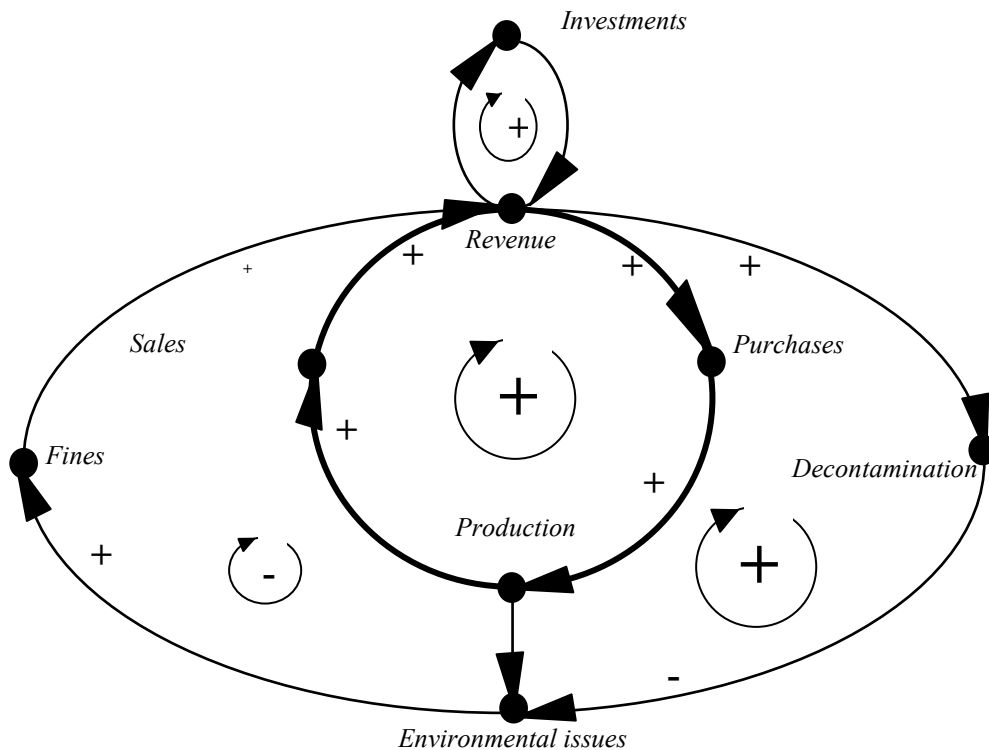 Investments
+
Revenue
+
+
+
+
Sales
Purchases
+
+
Fines
Decontamination
+
Production
+
-
+
-
Environmental issues